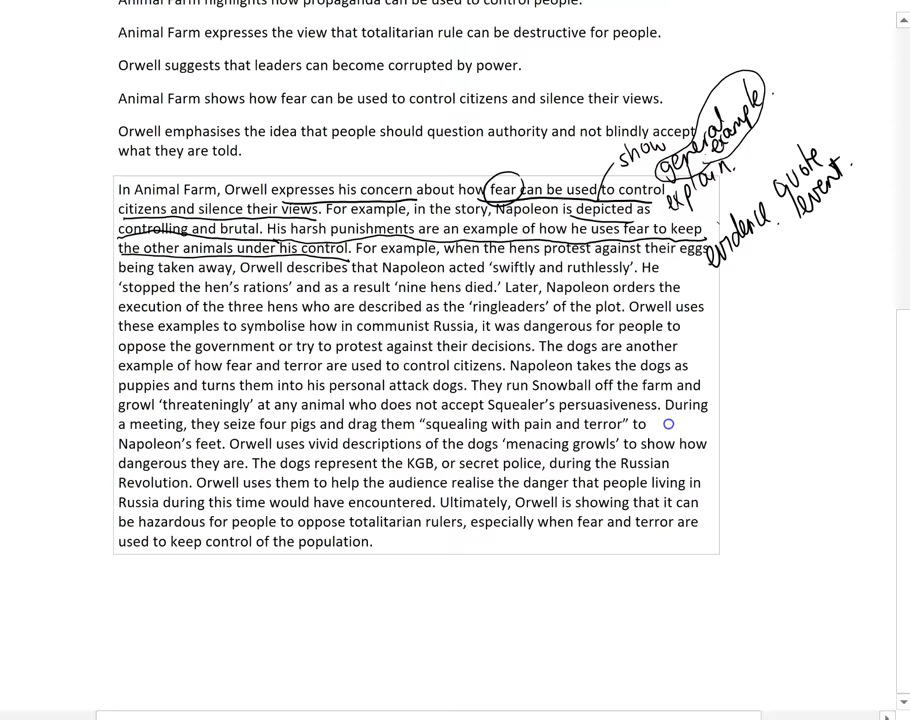 Animal Farm highlights how propaganda can be used to control people.
Animal Farm expresses the view that totalitarian rule can be destructive for people.
Orwell suggests that leaders can become corrupted by power.
Animal Farm shows how fear can be used to control citizens and silence their views.
Orwell emphasises the idea that people should question authority and not blindly accept
what they are told.
show
general
example.
explain.
evidence. quote
/event.
In Animal Farm, Orwell expresses his concern about how fear can be used to control
citizens and silence their views. For example, in the story, Napoleon is depicted as
controlling and brutal. His harsh punishments are an example of how he uses fear to keep
the other animals under his control. For example, when the hens protest against their eggs
being taken away, Orwell describes that Napoleon acted ‘swiftly and ruthlessly’. He
‘stopped the hen’s rations’ and as a result ‘nine hens died.’ Later, Napoleon orders the
execution of the three hens who are described as the ‘ringleaders’ of the plot. Orwell uses
these examples to symbolise how in communist Russia, it was dangerous for people to
oppose the government or try to protest against their decisions. The dogs are another
example of how fear and terror are used to control citizens. Napoleon takes the dogs as
puppies and turns them into his personal attack dogs. They run Snowball off the farm and
growl ‘threateningly’ at any animal who does not accept Squealer’s persuasiveness. During
a meeting, they seize four pigs and drag them “squealing with pain and terror” to
Napoleon’s feet. Orwell uses vivid descriptions of the dogs ‘menacing growls’ to show how
dangerous they are. The dogs represent the KGB, or secret police, during the Russian
Revolution. Orwell uses them to help the audience realise the danger that people living in
Russia during this time would have encountered. Ultimately, Orwell is showing that it can
be hazardous for people to oppose totalitarian rulers, especially when fear and terror are
used to keep control of the population.